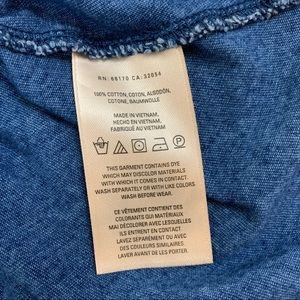 RN: 66170 CA: 32054
100% COTTON, COTON, ALGODÓN,
COTONE, BAUMWOLLE
MADE IN VIETNAM,
HECHO EN VIETNAM,
FABRIQUÉ AU VIETNAM
THIS GARMENT CONTAINS DYE
WHICH MAY DISCOLOR MATERIALS
WITH WHICH IT COMES IN CONTACT
WASH SEPARATELY OR WITH LIKE COLORS
WASH BEFORE WEAR.
CE VÊTEMENT CONTIENT DES
COLORANTS QUI MATÉRIAUX
MAI DÉCOLORER AVEC LESQUELLES
ILS ENTRENT EN CONTACT
LAVEZ SÉPARÉMENT OU AVEC
DES COULEURS SIMILAIRES
LAVER AVANT DE LES PORTER.